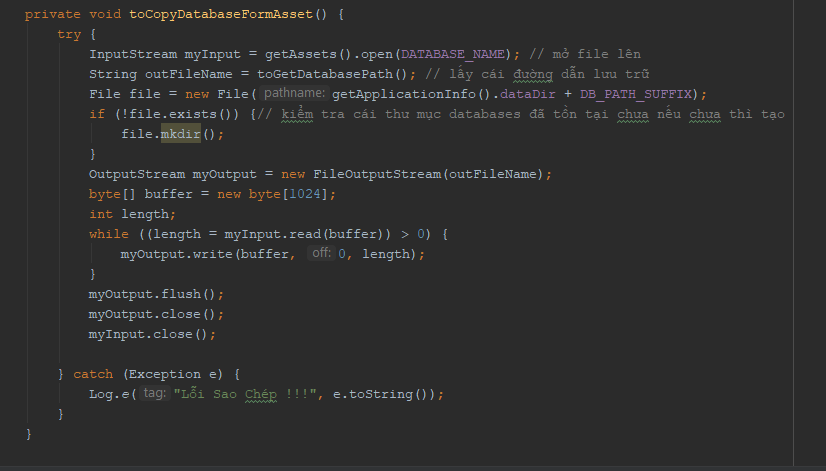 private void toCopyDatabaseFormAsset() {
try {
InputStream myInput = getAssets().open(DATABASE_NAME); // mở file lên
String outFileName = toGetDatabasePath(); // lấy cái đường dẫn lưu trữ
File file = new File( pathname: getApplicationInfo().dataDir + DB_PATH_SUFFIX);
if (!file.exists()) {// kiểm tra cái thư mục databases đã tồn tại chưa nếu chưa thì tạo
file.mkdir();
}
OutputStream myOutput = new FileOutputStream(outFileName);
byte[] buffer = new byte[1024];
int length;
while ((length = myInput.read(buffer)) > 0) {
myOutput.write(buffer, off: 0, length);
}
myOutput.flush();
myOutput.close();
myInput.close();
} catch (Exception e) {
Log.e( tag: "Lỗi Sao Chép !!!", e.toString());
}
}